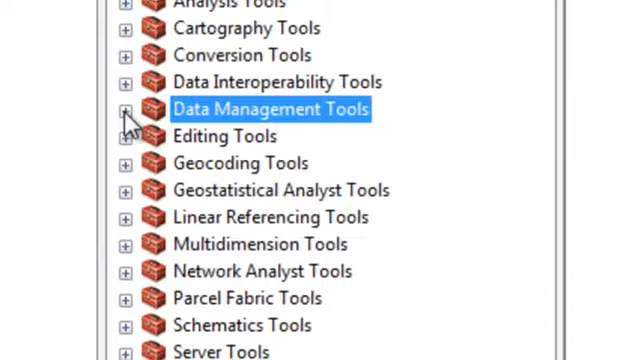 Analysis Tools
Cartography Tools
Conversion Tools
Data Interoperability Tools
Data Management Tools
Editing Tools
Geocoding Tools
Geostatistical Analyst Tools
Linear Referencing Tools
Multidimension Tools
Network Analyst Tools
Parcel Fabric Tools
Schematics Tools
Server Tools